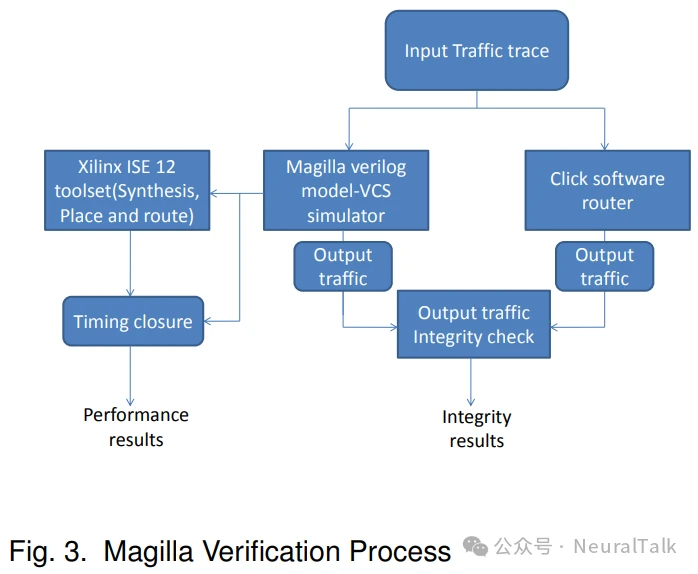 Input Traffic trace
Xilinx ISE 12
toolset(Synthesis,
Place and route)
Magilla verilog
model-VCS
simulator
Click software
router
Output
traffic
Output
traffic
Timing closure
Output traffic
Integrity check
Performance
results
Integrity
results
Fig. 3. Magilla Verification Process
公众号 · NeuralTalk